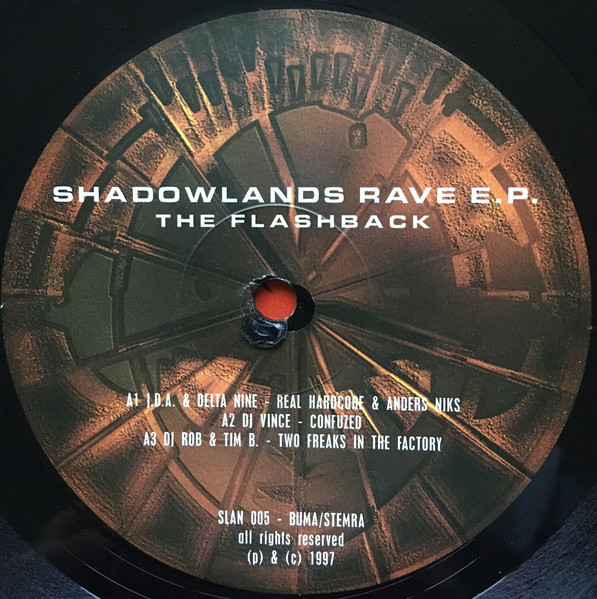 SHADOWLANDS RAVE E.P.
THE FLASHBACK
A1 J.D.A. & DELTA NINE - REAL HARDCORE & ANDERS NIKS
A2 DJ VINCE - CONFUZED
A3 DJ ROB & TIM B. - TWO FREAKS IN THE FACTORY
SLAN 005 - BUMA/STEMRA
all rights reserved
(p) & (c) 1997